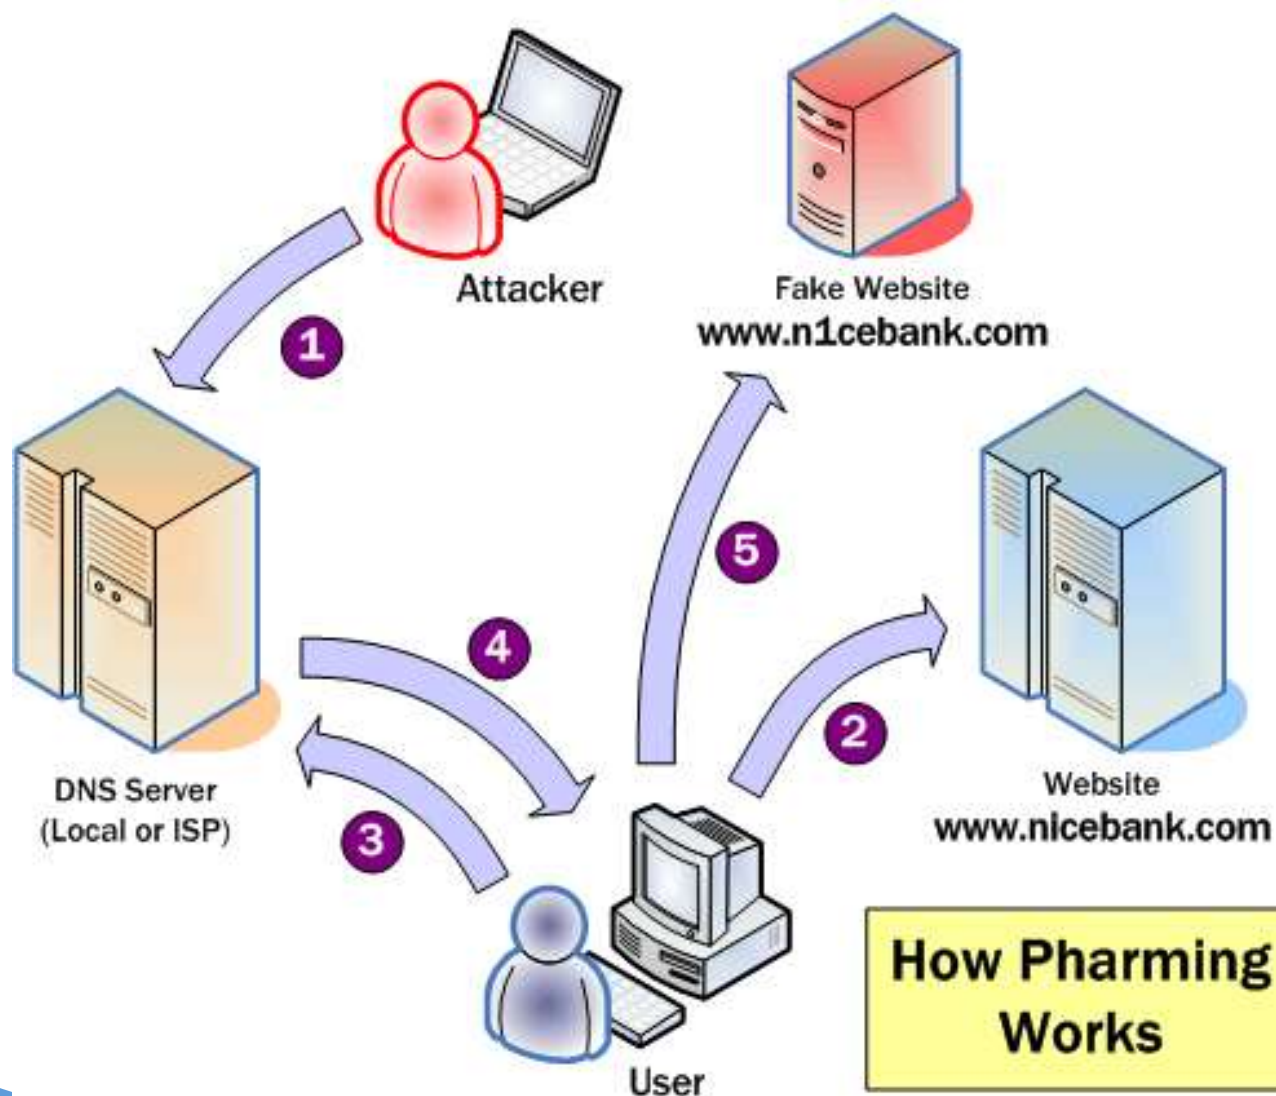 Attacker
Fake Website
www.n1cebank.com
1
5
4
2
3
DNS Server
(Local or ISP)
Website
www.nicebank.com
User
How Pharming
Works